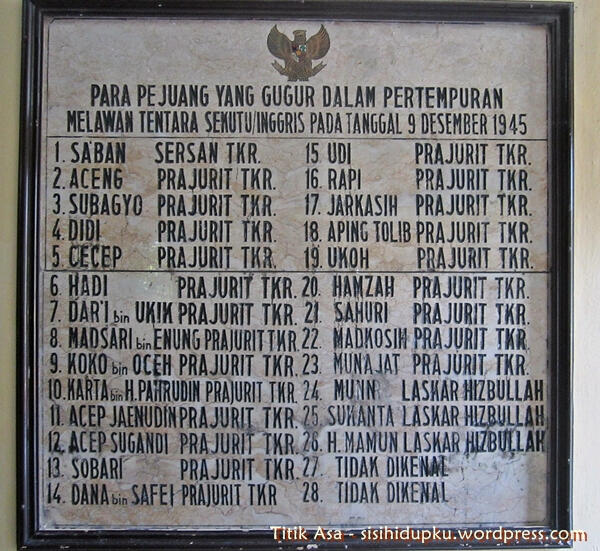 PARA PEJUANG YANG GUGUR DALAM PERTEMPURAN
MELAWAN TENTARA SEKUTU/INGGRIS PADA TANGGAL 9 DESEMBER 1945
1. SABAN SERSAN TKR.
2. ACENG PRAJURIT TKR.
3. SUBAGYO PRAJURIT TKR.
4. DIDI PRAJURIT TKR.
5. CECEP PRAJURIT TKR.
6. HADI PRAJURIT TKR.
7. DAR'I bin UKIK PRAJURIT TKR.
8. MADSARI bin ENUNG PRAJURIT TKR
9. KOKO bin OCEH PRAJURIT TKR.
10. KARTA bin H.PAHRUDIN PRAJURIT TKR.
11. ACEP JAENUDIN PRAJURIT TKR.
12. ACEP SUGANDI PRAJURIT TKR.
13. SOBARI PRAJURIT TKR.
14. DANA bin SAFEI PRAJURIT TKR
15. UDI PRAJURIT TKR.
16. RAPI PRAJURIT TKR.
17. JARKASIH PRAJURIT TKR.
18. APING TOLIB PRAJURIT TKR.
19. UKOH PRAJURIT TKR.
20. HAMZAH PRAJURIT TKR.
21. SAHURI PRAJURIT TKR.
22. MADKOSIH PRAJURIT TKR.
23. MUNAJAT PRAJURIT TKR.
24. LASKAR HIZBULLAH
25. SUKANTA LASKAR HIZBULLAH
26. H. MAMUN LASKAR HIZBULLAH
27. TIDAK DIKENAL
28. TIDAK DIKENAL
Titik Asa - sisihidupku.wordpress.com